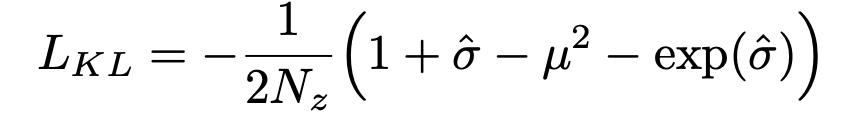 L_{KL} = -\frac{1}{2N_z}\left(1 + \hat{\sigma} - \mu^2 - \exp(\hat{\sigma})\right)